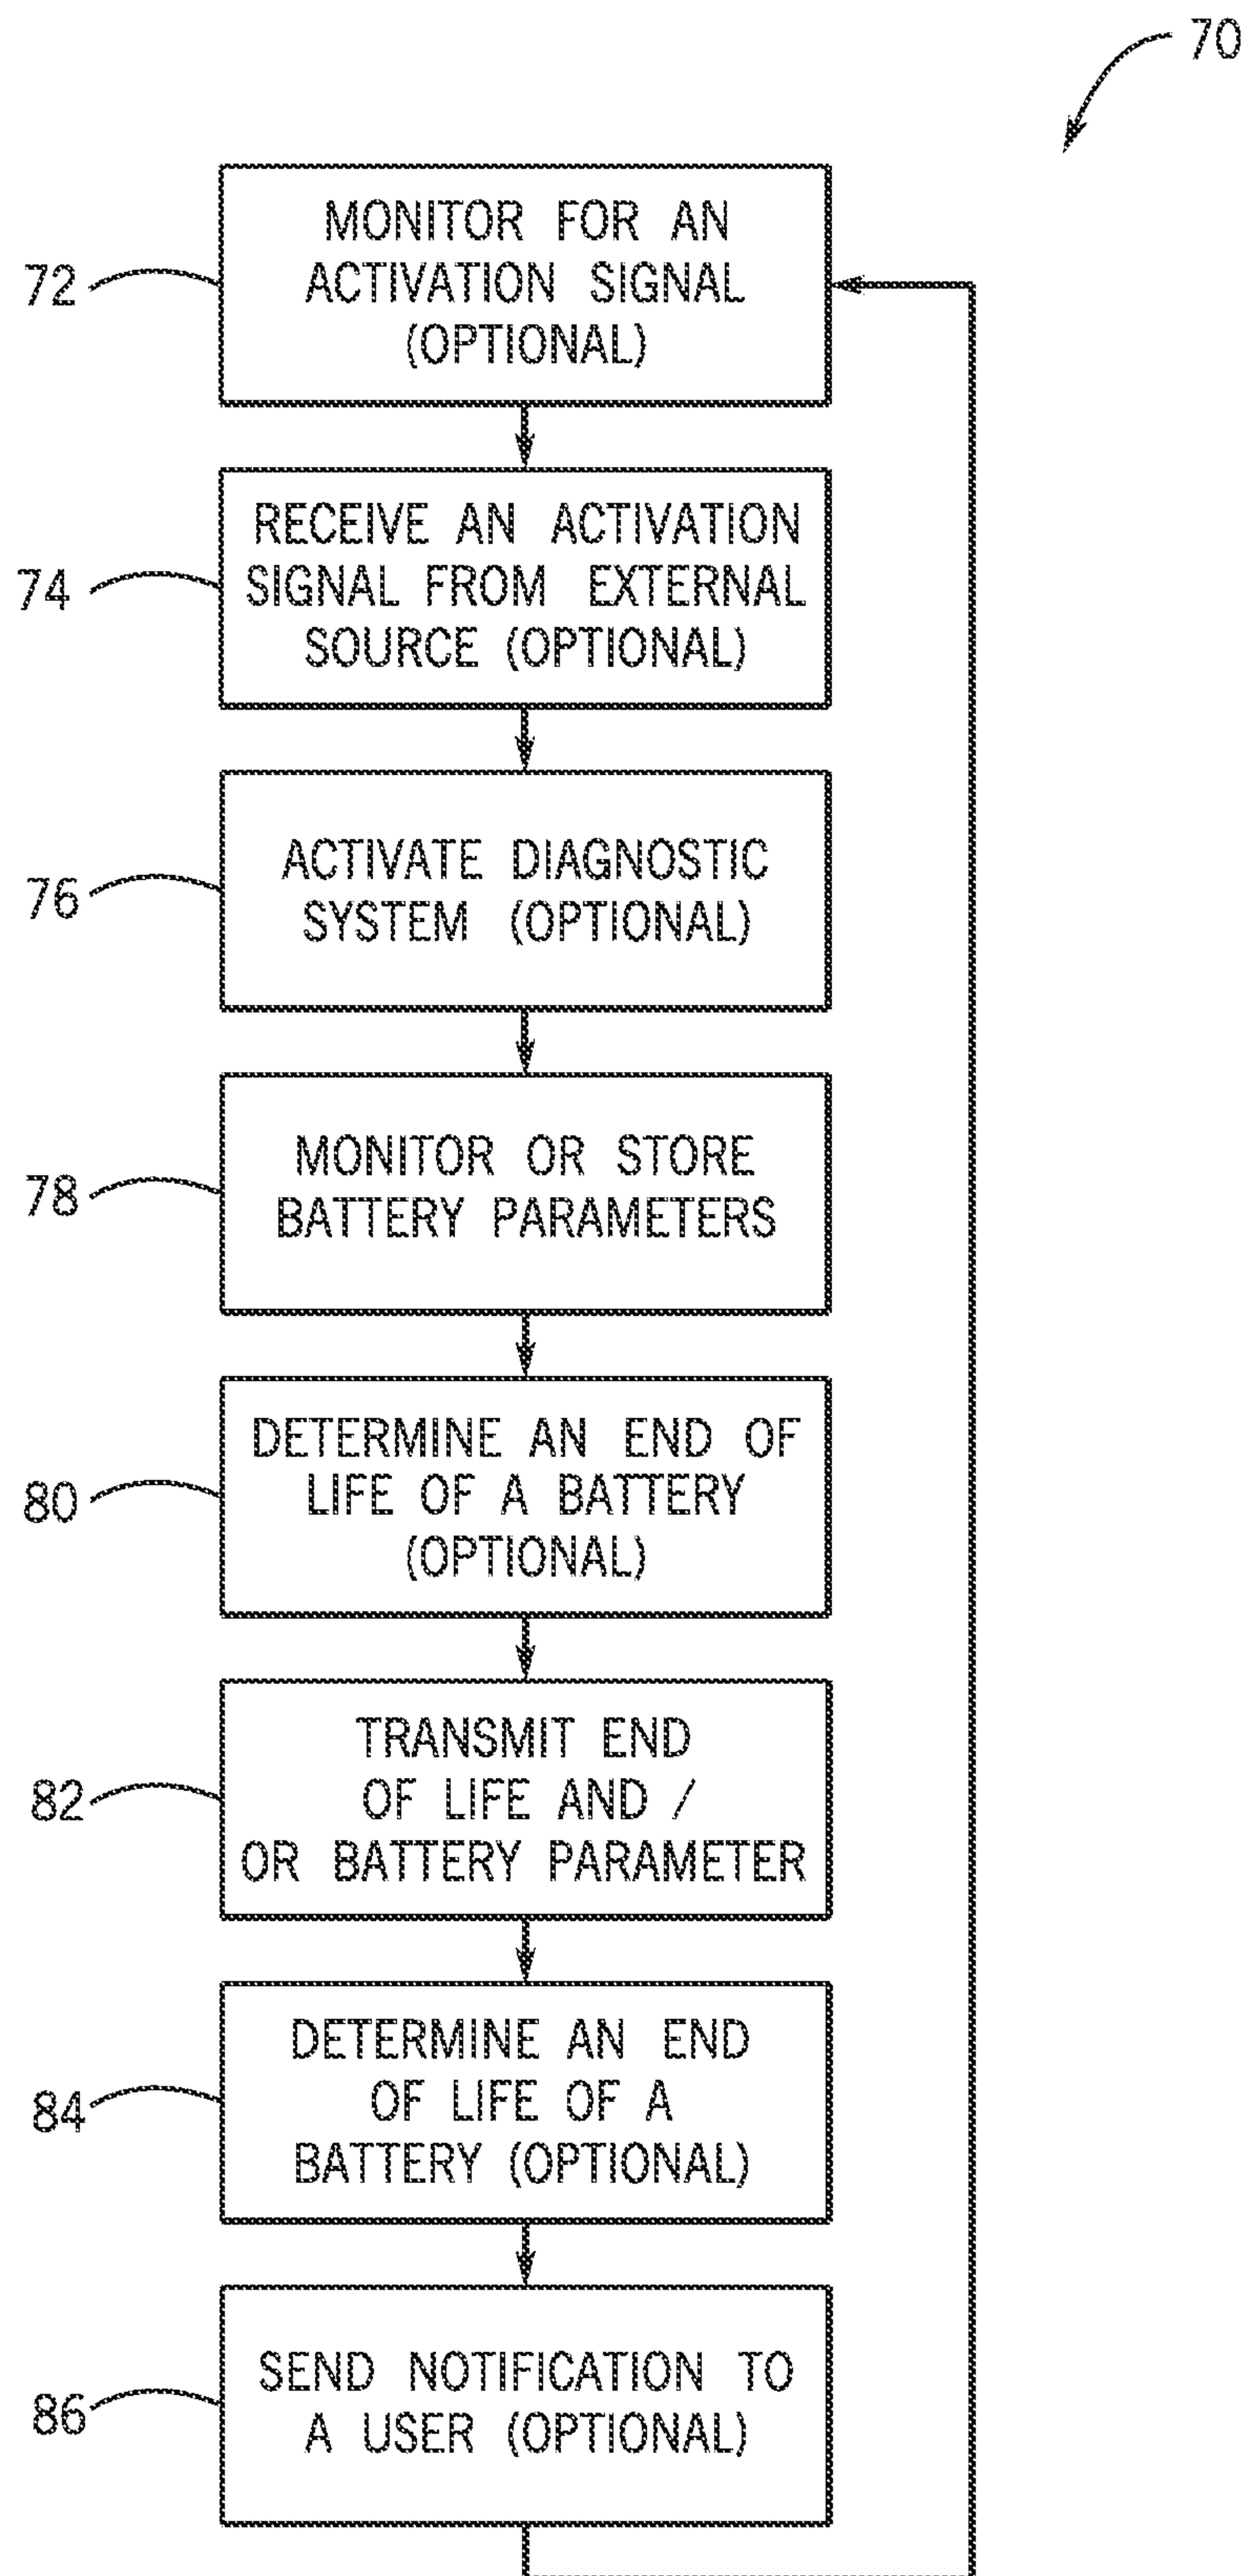 70
72
MONITOR FOR AN
ACTIVATION SIGNAL
(OPTIONAL)
74
RECEIVE AN ACTIVATION
SIGNAL FROM EXTERNAL
SOURCE (OPTIONAL)
76
ACTIVATE DIAGNOSTIC
SYSTEM (OPTIONAL)
78
MONITOR OR STORE
BATTERY PARAMETERS
80
DETERMINE AN END OF
LIFE OF A BATTERY
(OPTIONAL)
82
TRANSMIT END
OF LIFE AND /
OR BATTERY PARAMETER
84
DETERMINE AN END
OF LIFE OF A
BATTERY (OPTIONAL)
86
SEND NOTIFICATION TO
A USER (OPTIONAL)